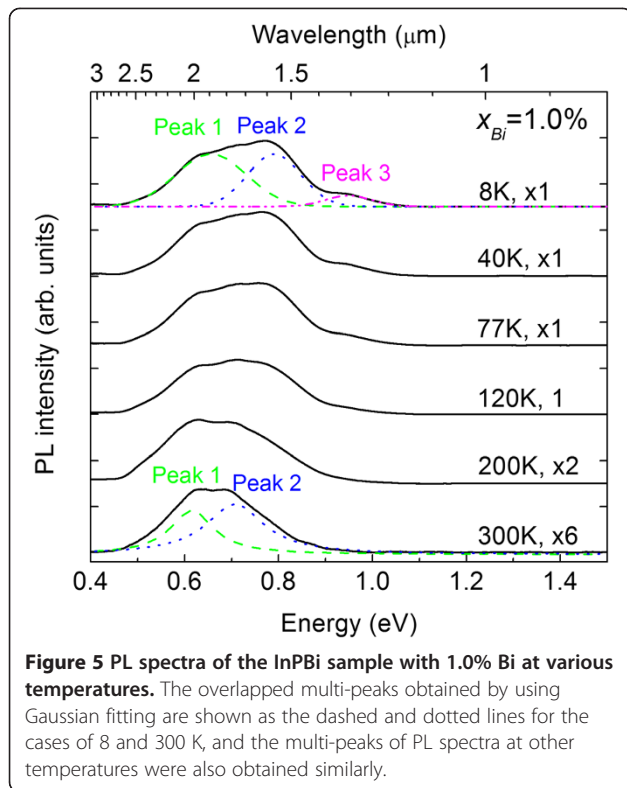 Wavelength (μm)
3 2.5 2 1.5 1
Peak 1
Peak 2
Peak 3
x_Bi=1.0%
8K, x1
40K, x1
77K, x1
120K, 1
200K, x2
Peak 1
Peak 2
300K, x6
PL intensity (arb. units)
0.4 0.6 0.8 1.0 1.2 1.4
Energy (eV)
Figure 5 PL spectra of the InPBi sample with 1.0% Bi at various
temperatures. The overlapped multi-peaks obtained by using
Gaussian fitting are shown as the dashed and dotted lines for the
cases of 8 and 300 K, and the multi-peaks of PL spectra at other
temperatures were also obtained similarly.